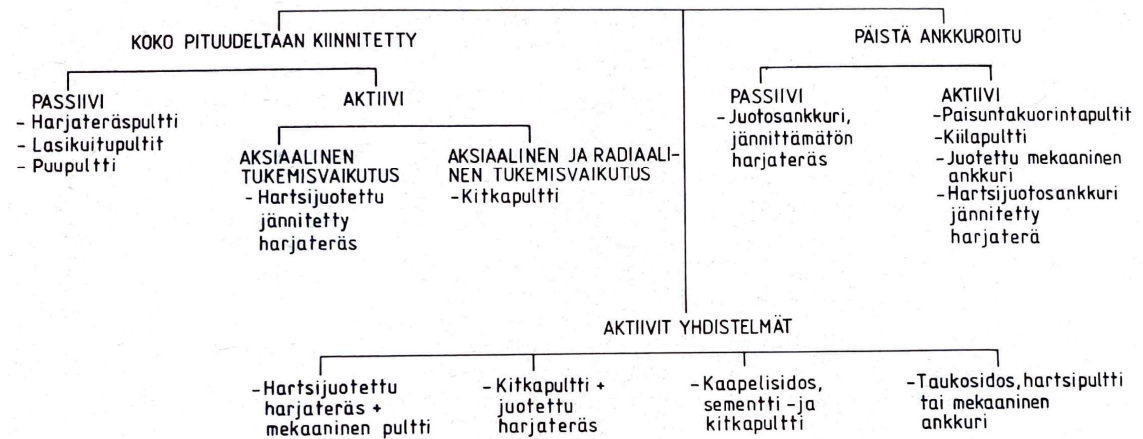 KOKO PITUUDELTAAN KIINNITETTY
PASSIIVI
- Harjateräspultti
- Lasikuitupultit
- Puupultti
AKTIIVI
AKSIAALINEN
TUKEMISVAIKUTUS
- Hartsijuotettu
jännitetty
harjateräs
AKSIAALINEN JA RADIAALI-
NEN TUKEMISVAIKUTUS
- Kitkapultti
PÄISTÄ ANKKUROITU
PASSIIVI
- Juotosankkuri,
jännittämätön
harjateräs
AKTIIVI
- Paisuntakuorintapultit
- Kiilapultti
- Juotettu mekaaninen
ankkuri
- Hartsijuotosankkuri
jännitetty
harjaterä
AKTIIVIT YHDISTELMÄT
- Hartsijuotettu
harjateräs +
mekaaninen pultti
- Kitkapultti +
juotettu
harjateräs
- Kaapelisidos,
sementti - ja
kitkapultti
- Taukosidos, hartsipultti
tai mekaaninen
ankkuri